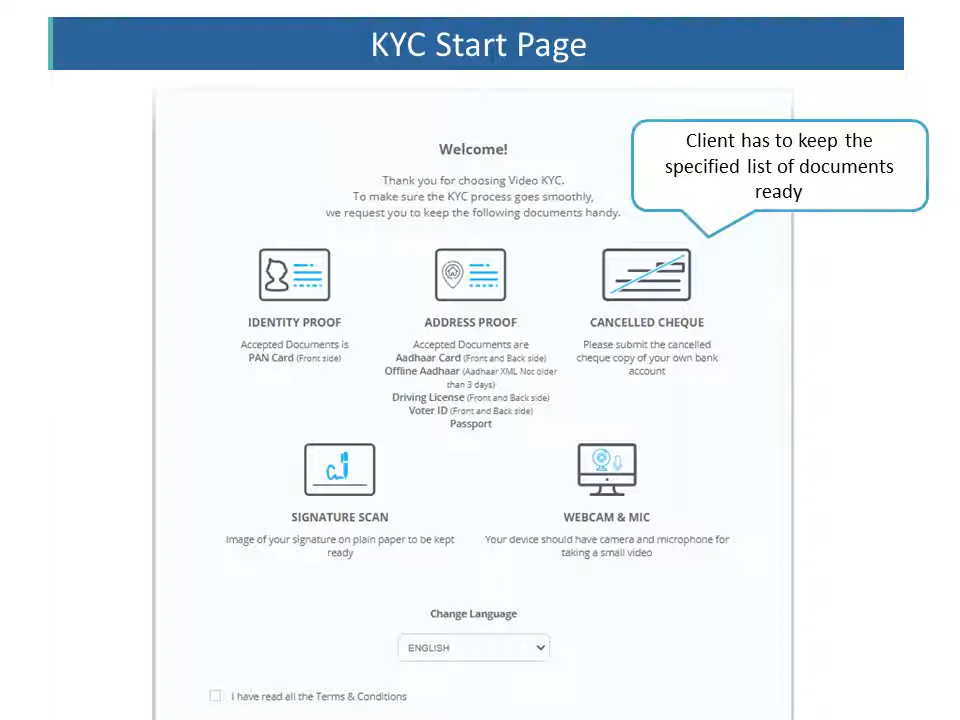 KYC Start Page
Client has to keep the
specified list of documents
ready
Welcome!
Thank you for choosing Video KYC.
To make sure the KYC process goes smoothly,
we request you to keep the following documents handy.
IDENTITY PROOF
Accepted Documents is
PAN Card (Front side)
ADDRESS PROOF
Accepted Documents are
Aadhaar Card (Front and Back side)
Offline Aadhaar (Aadhaar XML Not older
than 3 days)
Driving License (Front and Back side)
Voter ID (Front and Back side)
Passport
CANCELLED CHEQUE
Please submit the cancelled
cheque copy of your own bank
account
SIGNATURE SCAN
Image of your signature on plain paper to be kept
ready
WEBCAM & MIC
Your device should have camera and microphone for
taking a small video
Change Language
ENGLISH
I have read all the Terms & Conditions